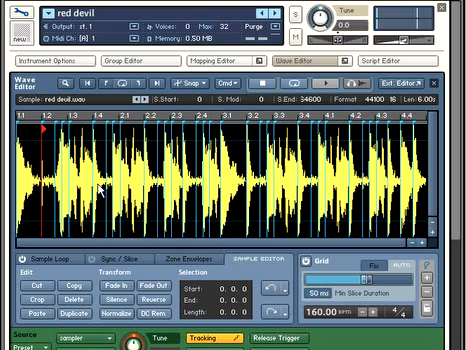 red devil
S
Tune
Purge
Output: st. 1
Voices: 0 Max: 32
0.0
new
Midi Ch: [A] 1
Memory: 0.50 MB
M
Instrument Options
Group Editor
Mapping Editor
Wave Editor
Script Editor
Wave Editor
Snap
Cmd
Ext. Editor
Sample: red devil.wav
S.Start: 0
S. Mod: 0
Format 44100 16
Len: 6.00s
1.1 1.2 1.3 1.4 2.1 2.2 2.3 2.4 3.1 3.2 3.3 3.4 4.1 4.2 4.3 4.4
Sample Loop
Sync / Slice
Zone Envelopes
SAMPLE EDITOR
Grid
Fix
AUTO
Edit
Transform
Selection
Cut
Copy
Fade In
Fade Out
Start: 0. 0. 0
50 ms
Min Slice Duration
Crop
Delete
Silence
Reverse
End: 0. 0. 0
Paste
Duplicate
Normalize
DC Rem.
Length: 0. 0. 0
160.00 BPM
4/4
Source
sampler
Tune
Tracking
Release Trigger
Preset